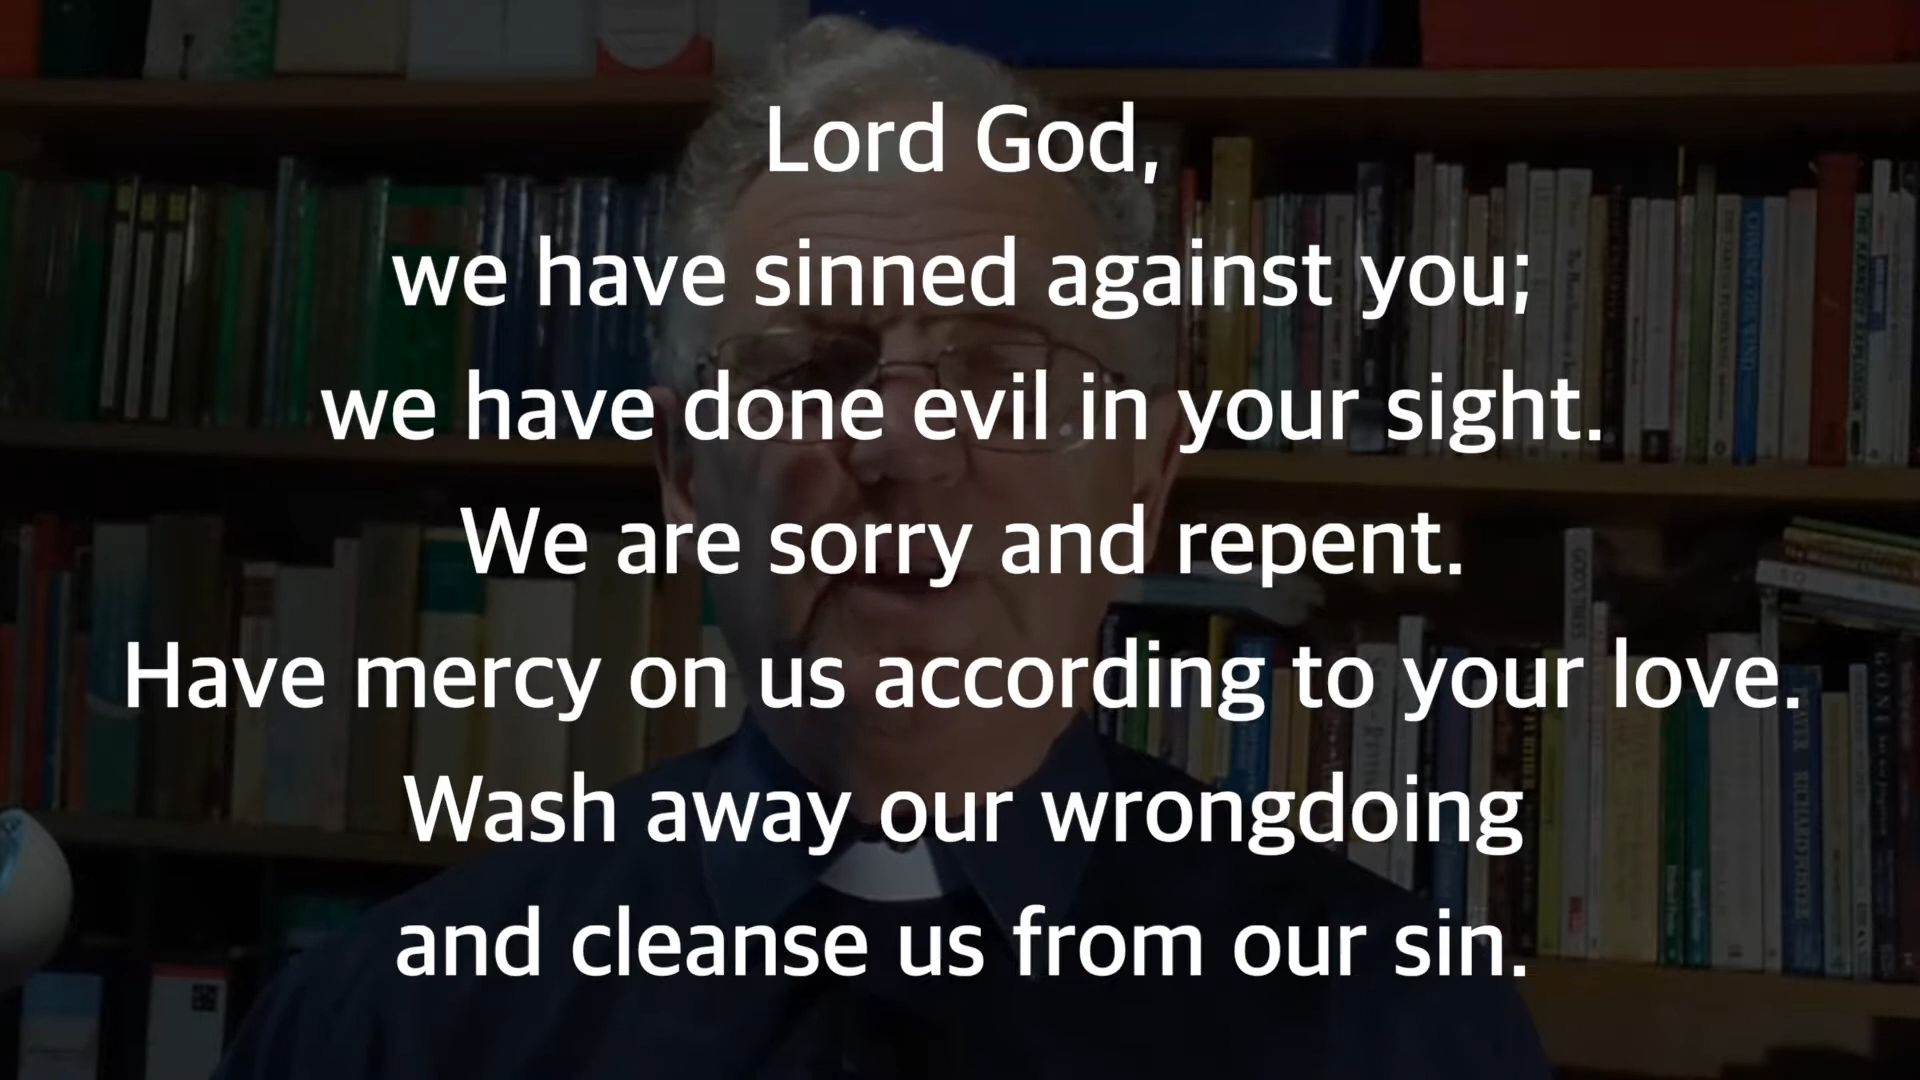 Lord God,
we have sinned against you;
we have done evil in your sight.
We are sorry and repent.
Have mercy on us according to your love.
Wash away our wrongdoing
and cleanse us from our sin.